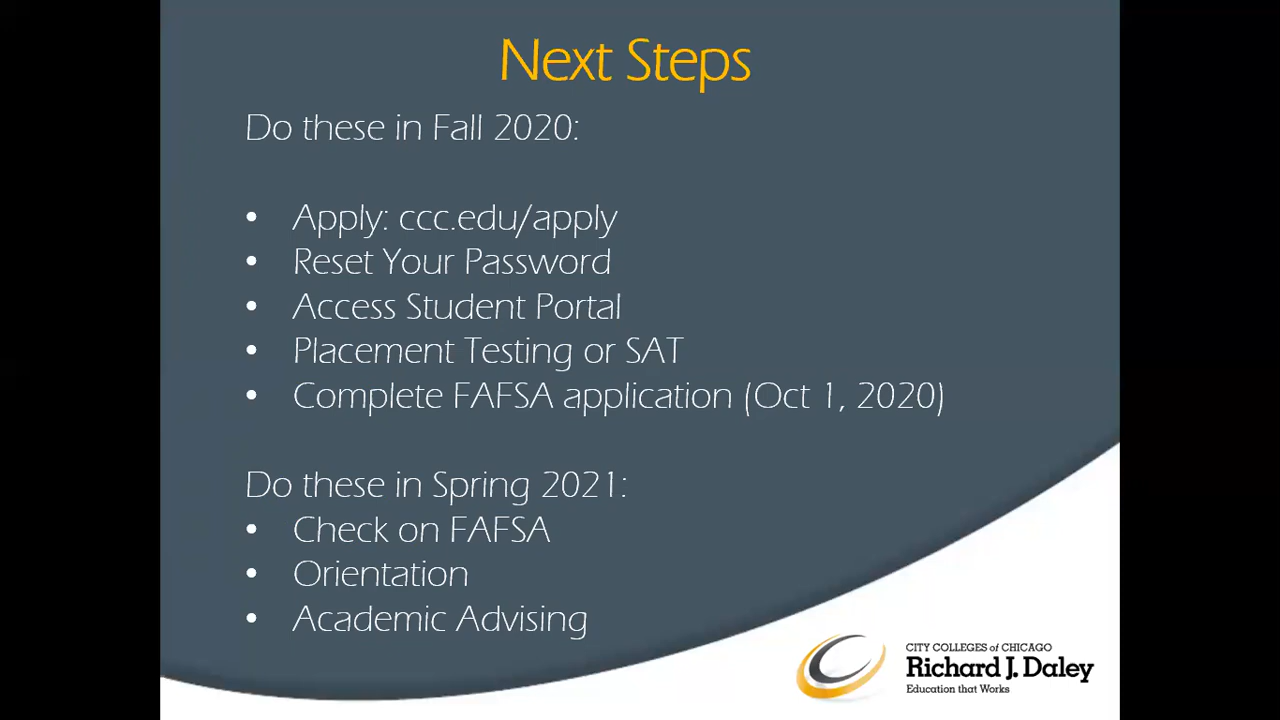 Next Steps
Do these in Fall 2020:
• Apply: ccc.edu/apply
• Reset Your Password
• Access Student Portal
• Placement Testing or SAT
• Complete FAFSA application (Oct 1, 2020)
Do these in Spring 2021:
• Check on FAFSA
• Orientation
• Academic Advising
CITY COLLEGES of CHICAGO
Richard J. Daley
Education that Works